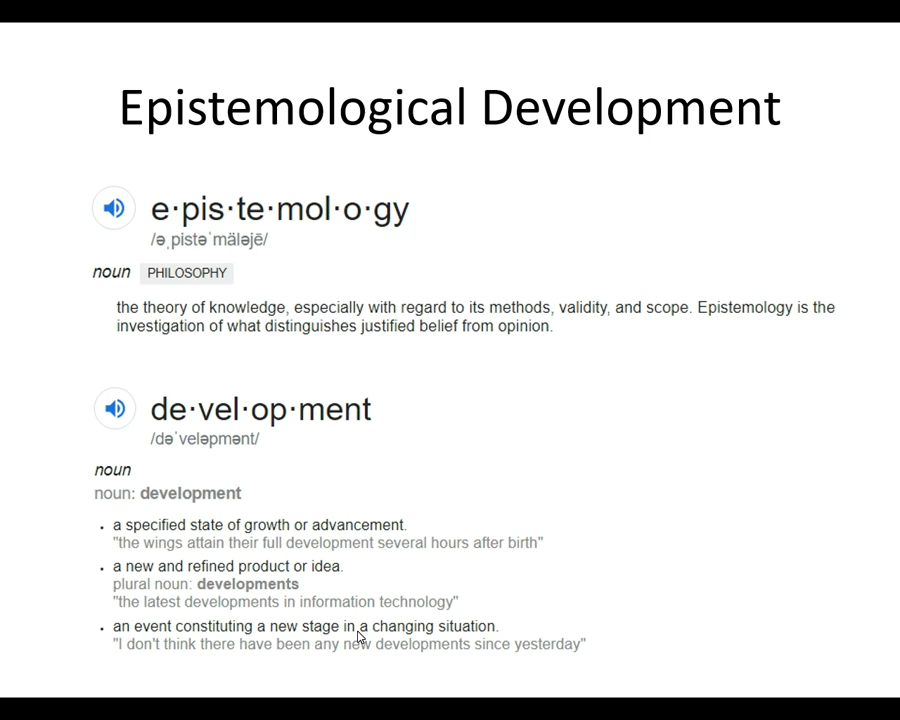 Epistemological Development
e·pis·te·mol·o·gy
/əˌpistəˈmäləjē/
noun PHILOSOPHY
the theory of knowledge, especially with regard to its methods, validity, and scope. Epistemology is the
investigation of what distinguishes justified belief from opinion.
de·vel·op·ment
/dəˈveləpmənt/
noun
noun: development
• a specified state of growth or advancement.
"the wings attain their full development several hours after birth"
• a new and refined product or idea.
plural noun: developments
"the latest developments in information technology"
• an event constituting a new stage in a changing situation.
"I don't think there have been any new developments since yesterday"